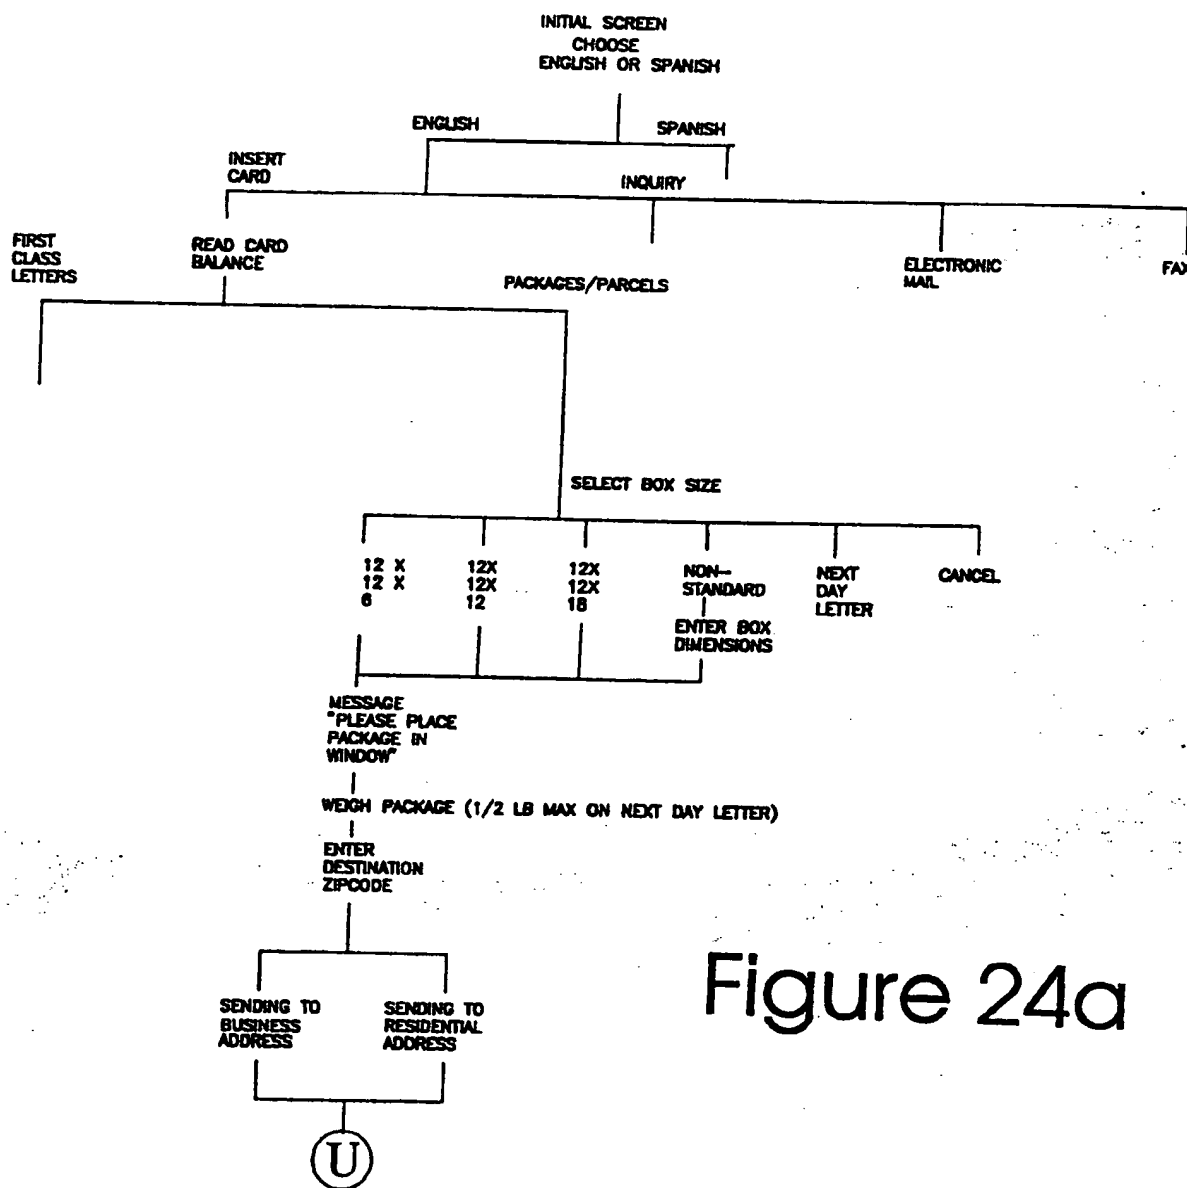 INITIAL SCREEN
CHOOSE
ENGLISH OR SPANISH
ENGLISH
SPANISH
INSERT
CARD
INQUIRY
FIRST
CLASS
LETTERS
READ CARD
BALANCE
PACKAGES/PARCELS
ELECTRONIC
MAIL
FAX
SELECT BOX SIZE
12 X
12 X
6
12X
12X
12
12X
12X
18
NON-
STANDARD
ENTER BOX
DIMENSIONS
NEXT
DAY
LETTER
CANCEL
MESSAGE
"PLEASE PLACE
PACKAGE IN
WINDOW"
WEIGH PACKAGE (1/2 LB MAX ON NEXT DAY LETTER)
ENTER
DESTINATION
ZIPCODE
SENDING TO
BUSINESS
ADDRESS
SENDING TO
RESIDENTIAL
ADDRESS
U
Figure 24a